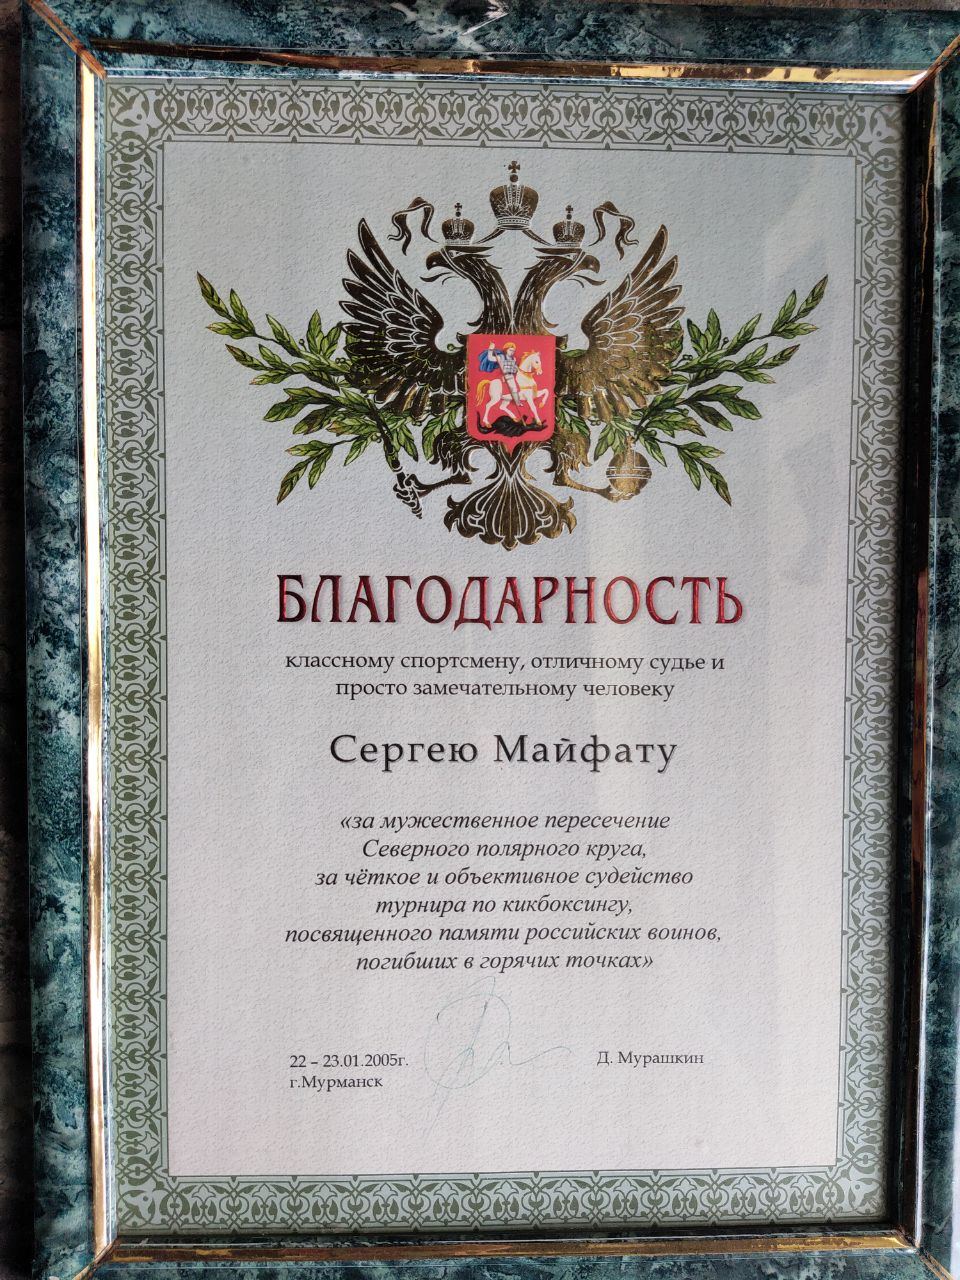 БЛАГОДАРНОСТЬ
классному спортсмену, отличному судье и
просто замечательному человеку
Сергею Майфату
«за мужественное пересечение
Северного полярного круга,
за чёткое и объективное судейство
турнира по кикбоксингу,
посвященного памяти российских воинов,
погибших в горячих точках»
22 – 23.01.2005г.
г.Мурманск
Д. Мурашкин